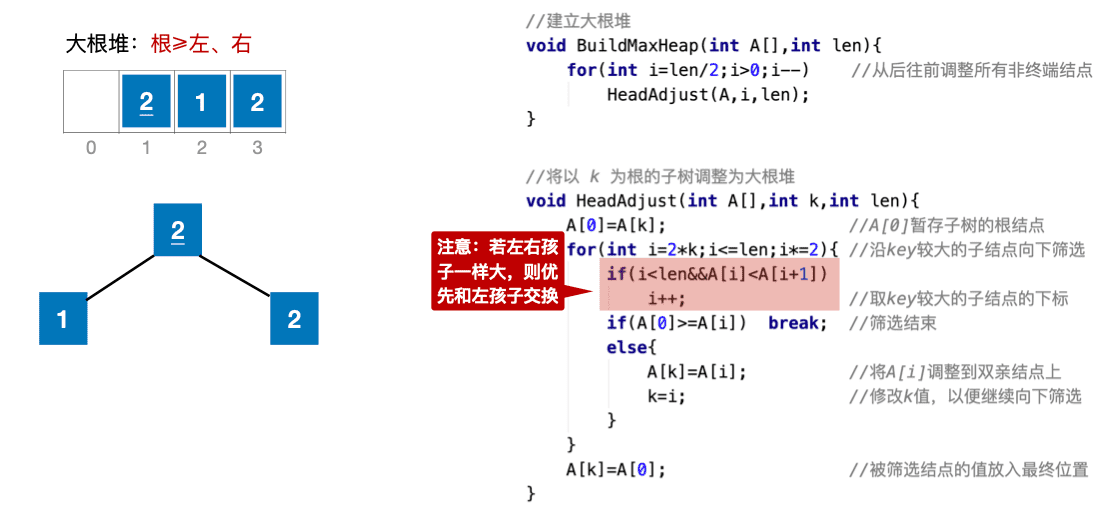 大根堆：根≥左、右
2 1 2
0 1 2 3
2
1 2
//建立大根堆
void BuildMaxHeap(int A[],int len){
for(int i=len/2;i>0;i--) //从后往前调整所有非终端结点
HeadAdjust(A,i,len);
}
//将以 k 为根的子树调整为大根堆
void HeadAdjust(int A[],int k,int len){
A[0]=A[k]; //A[0]暂存子树的根结点
for(int i=2*k;i<=len;i*=2){ //沿key较大的子结点向下筛选
if(i<len&&A[i]<A[i+1])
i++; //取key较大的子结点的下标
if(A[0]>=A[i]) break; //筛选结束
else{
A[k]=A[i]; //将A[i]调整到双亲结点上
k=i; //修改k值，以便继续向下筛选
}
}
A[k]=A[0]; //被筛选结点的值放入最终位置
}
注意：若左右孩
子一样大，则优
先和左孩子交换